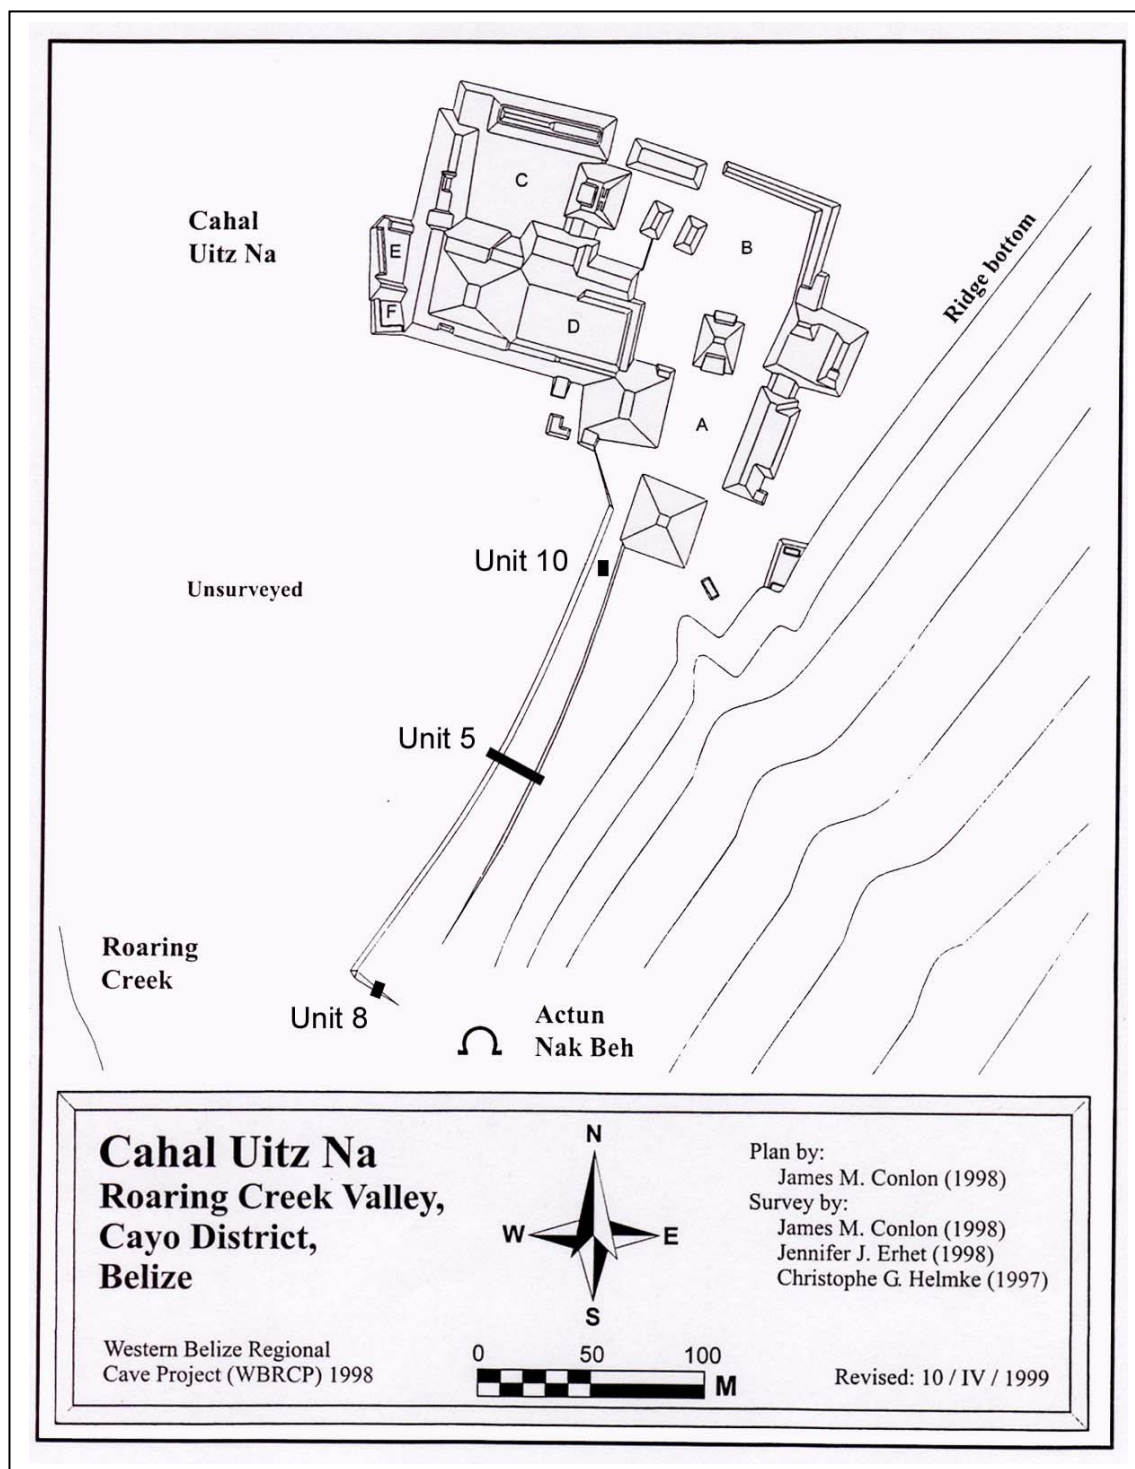 C
Cahal
Uitz Na
B
E
F
D
Ridge bottom
A
Unit 10
Unsurveyed
Unit 5
Roaring
Creek
Unit 8
Actun
Nak Beh
Cahal Uitz Na
Roaring Creek Valley,
Cayo District,
Belize
Western Belize Regional
Cave Project (WBRCP) 1998
N
W
E
S
0 50 100
M
Plan by:
James M. Conlon (1998)
Survey by:
James M. Conlon (1998)
Jennifer J. Erhet (1998)
Christophe G. Helmke (1997)
Revised: 10 / IV / 1999